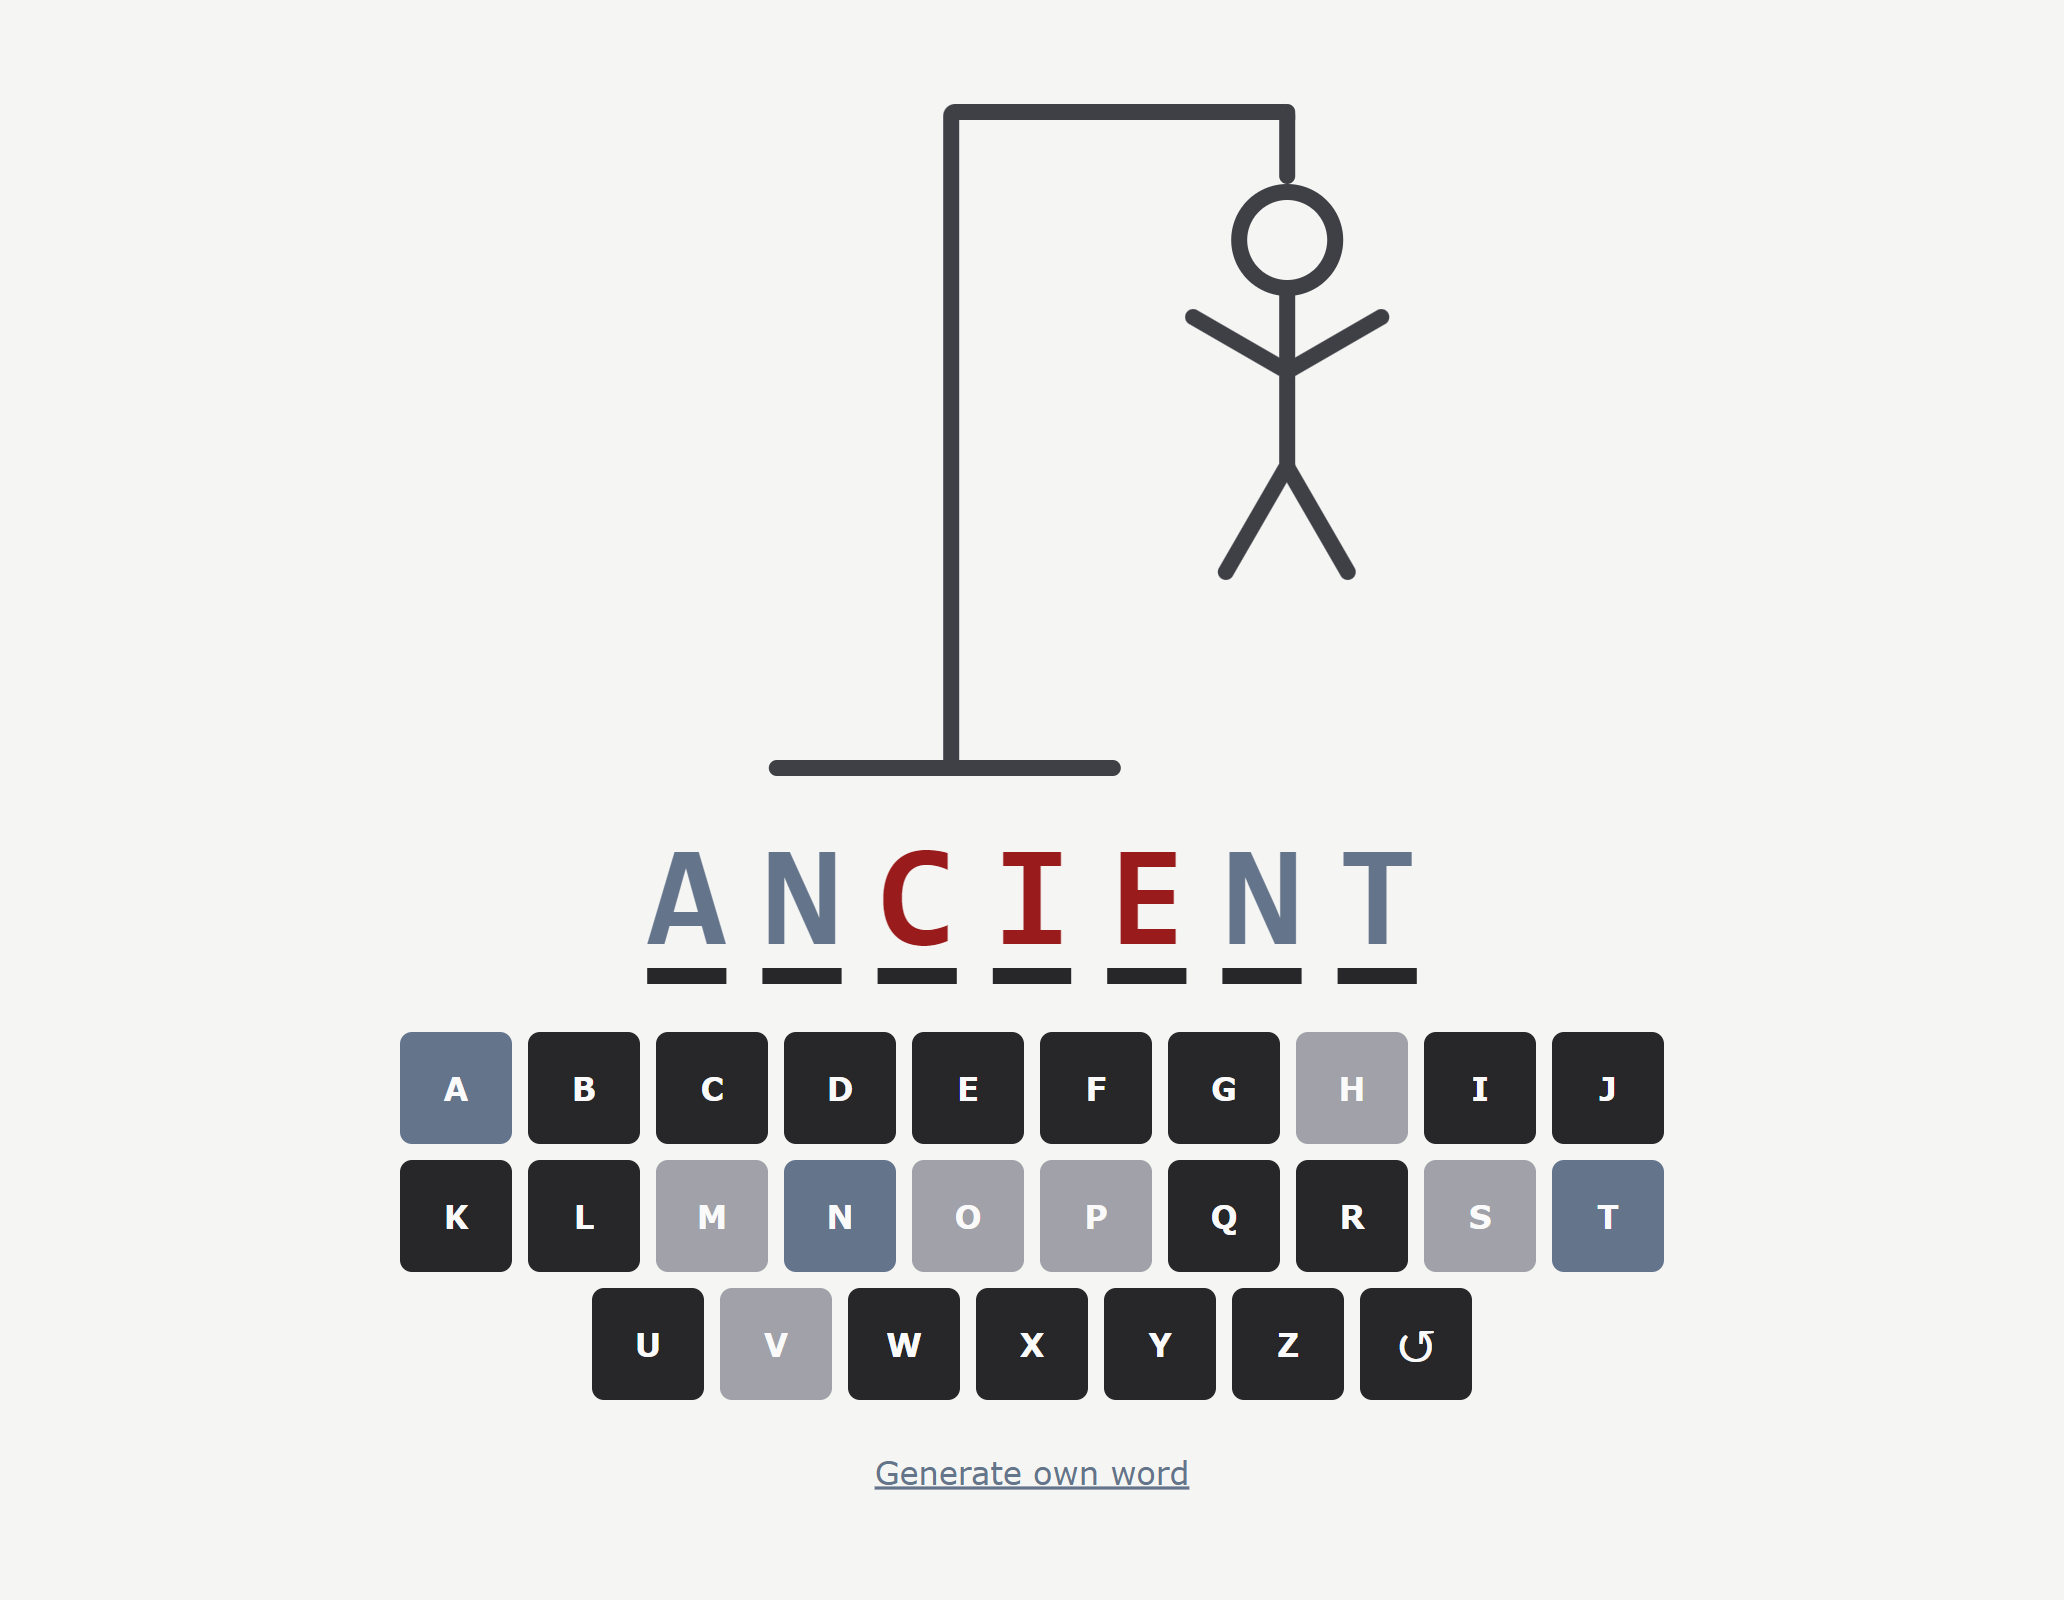 A N C I E N T
A B C D E F G H I J
K L M N O P Q R S T
U V W X Y Z ↺
Generate own word